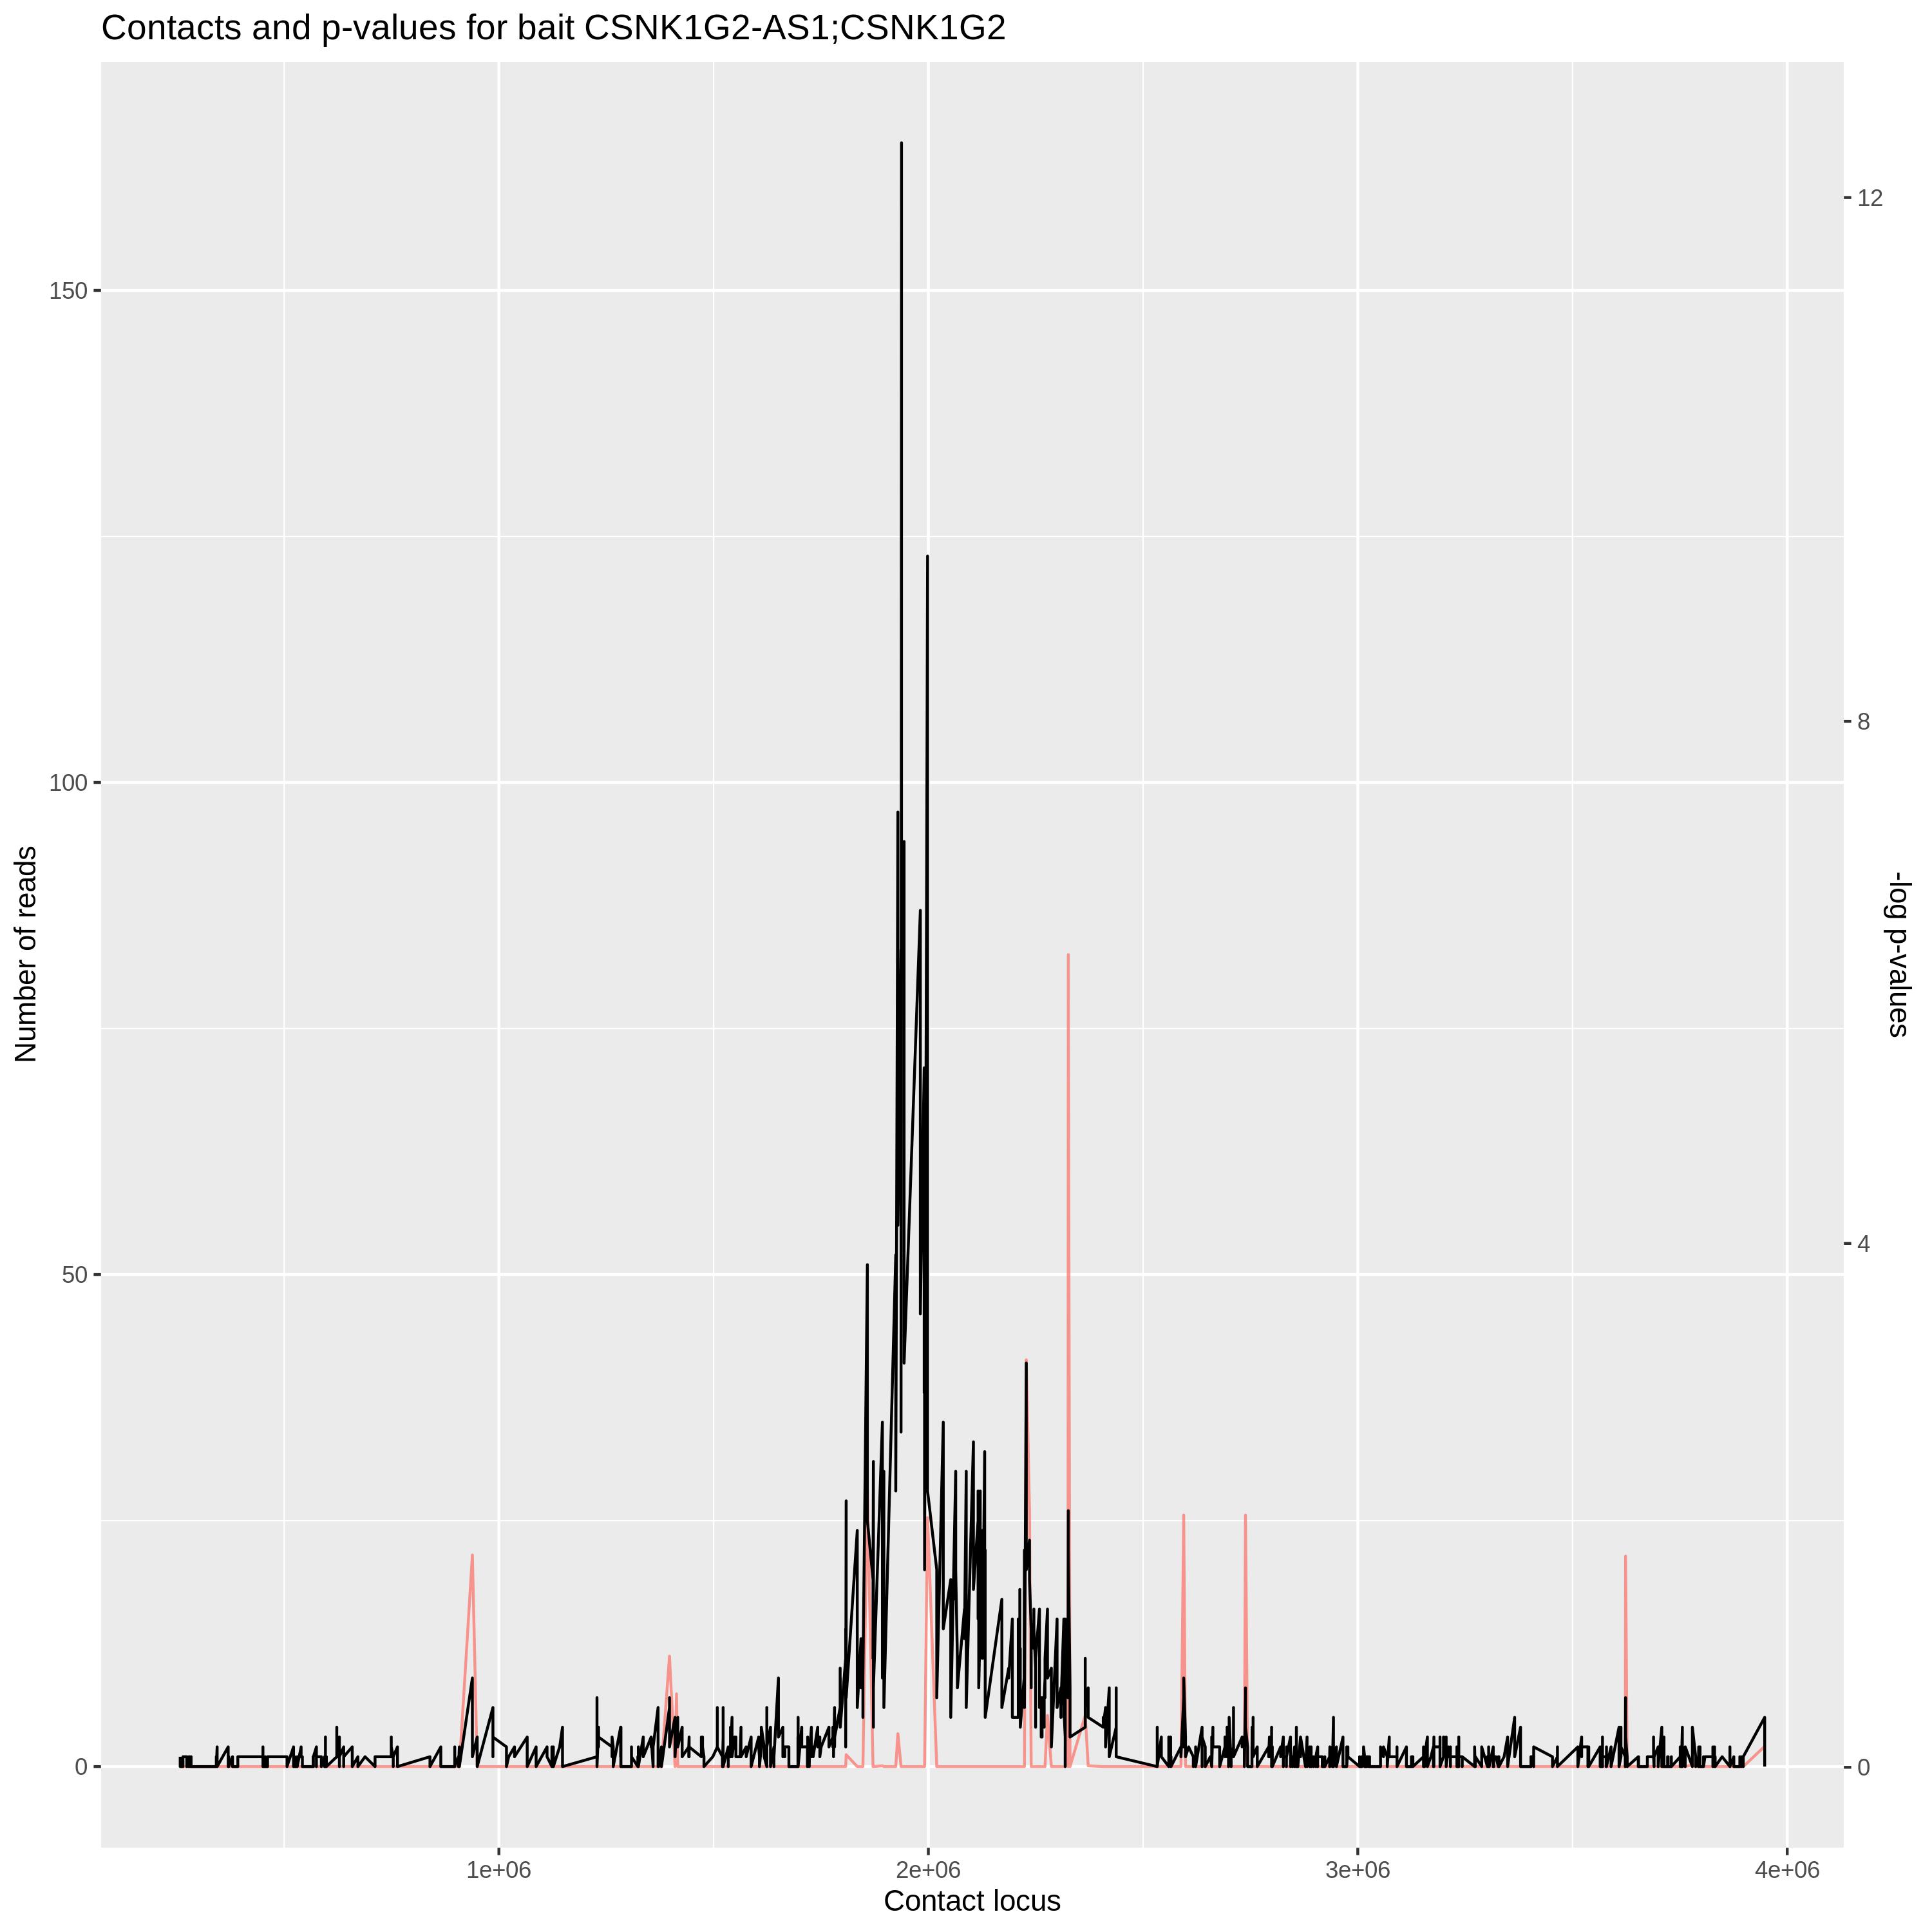 Contacts and p-values for bait CSNK1G2-AS1;CSNK1G2
150
100
50
0
Number of reads
12
8
4
0
-log p-values
1e+06
2e+06
3e+06
4e+06
Contact locus